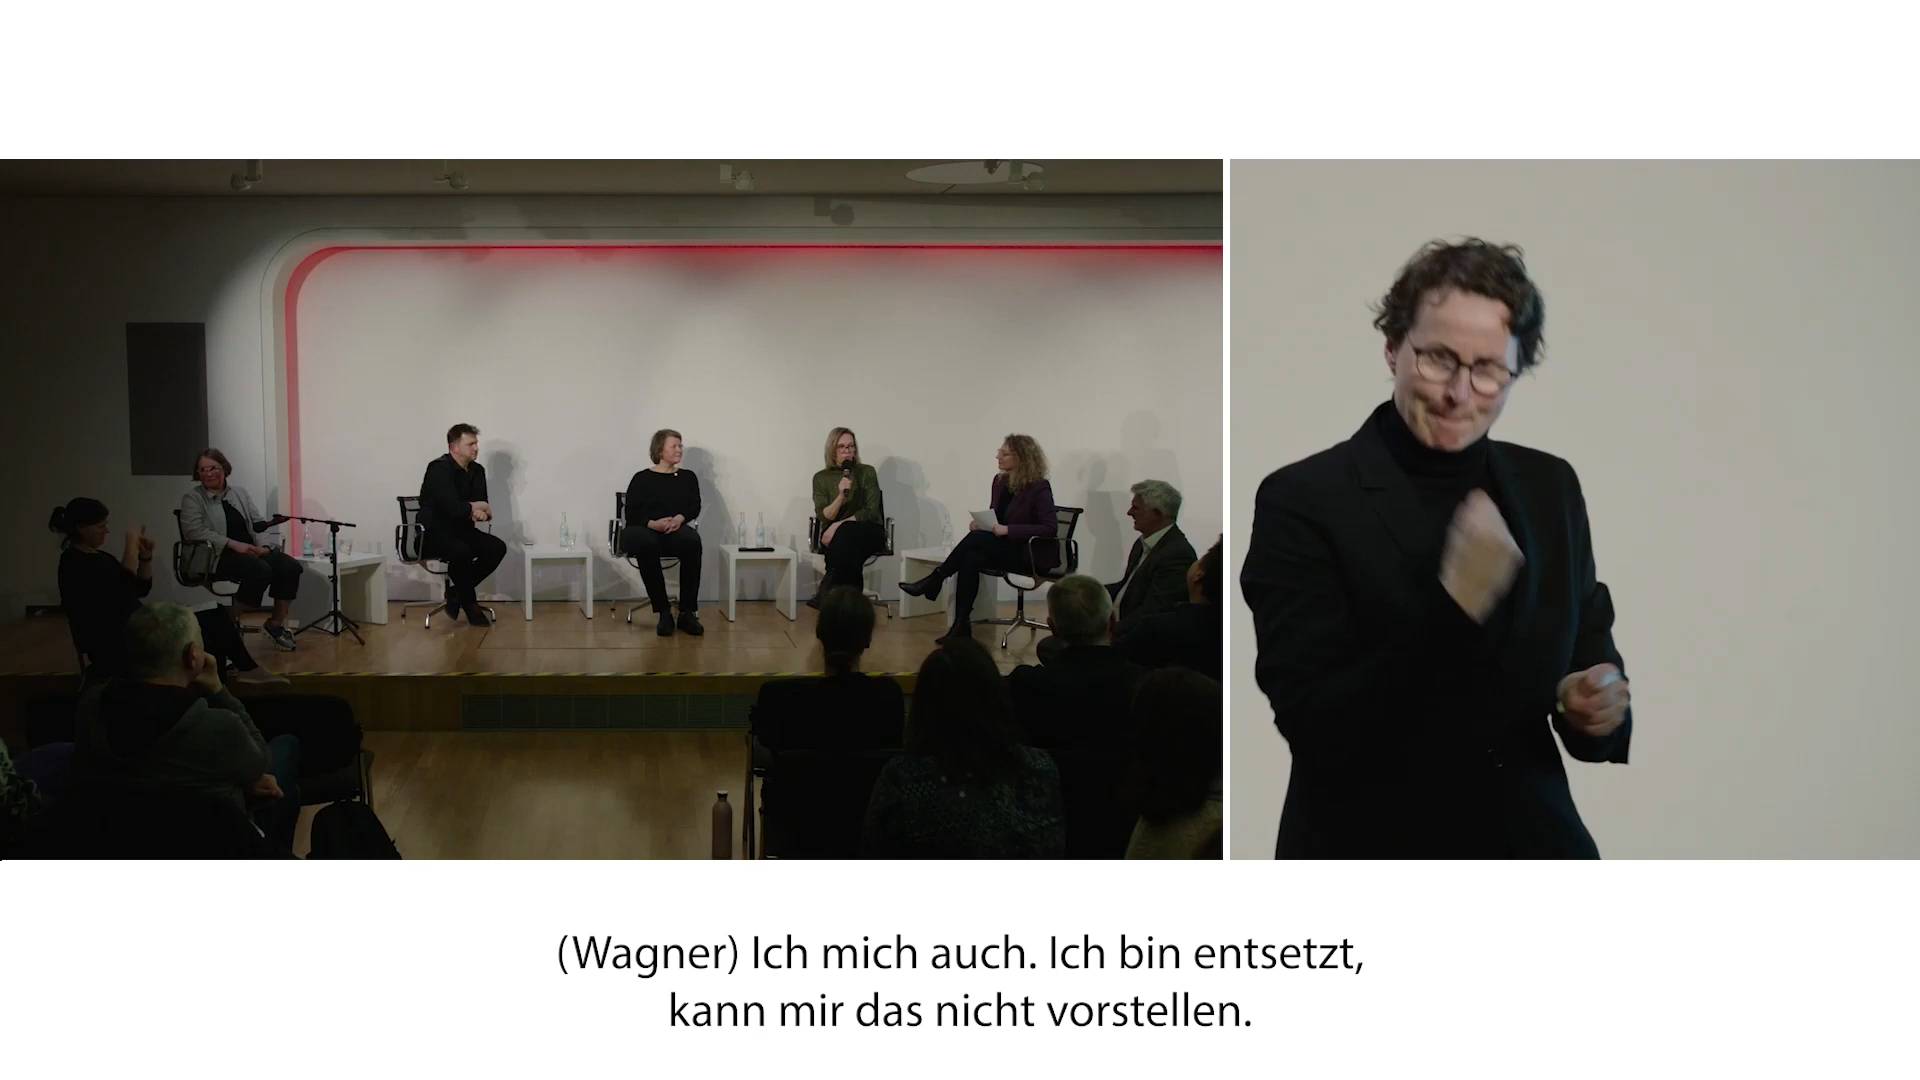 (Wagner) Ich mich auch. Ich bin entsetzt,
kann mir das nicht vorstellen.